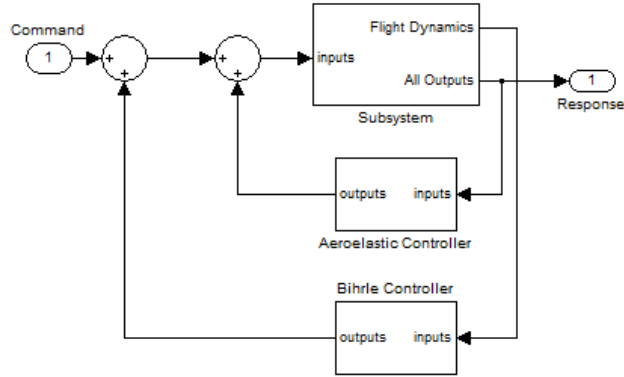 Command
1
+
+
+
+
inputs
Flight Dynamics
All Outputs
Subsystem
1
Response
outputs inputs
Aeroelastic Controller
Bihrle Controller
outputs inputs